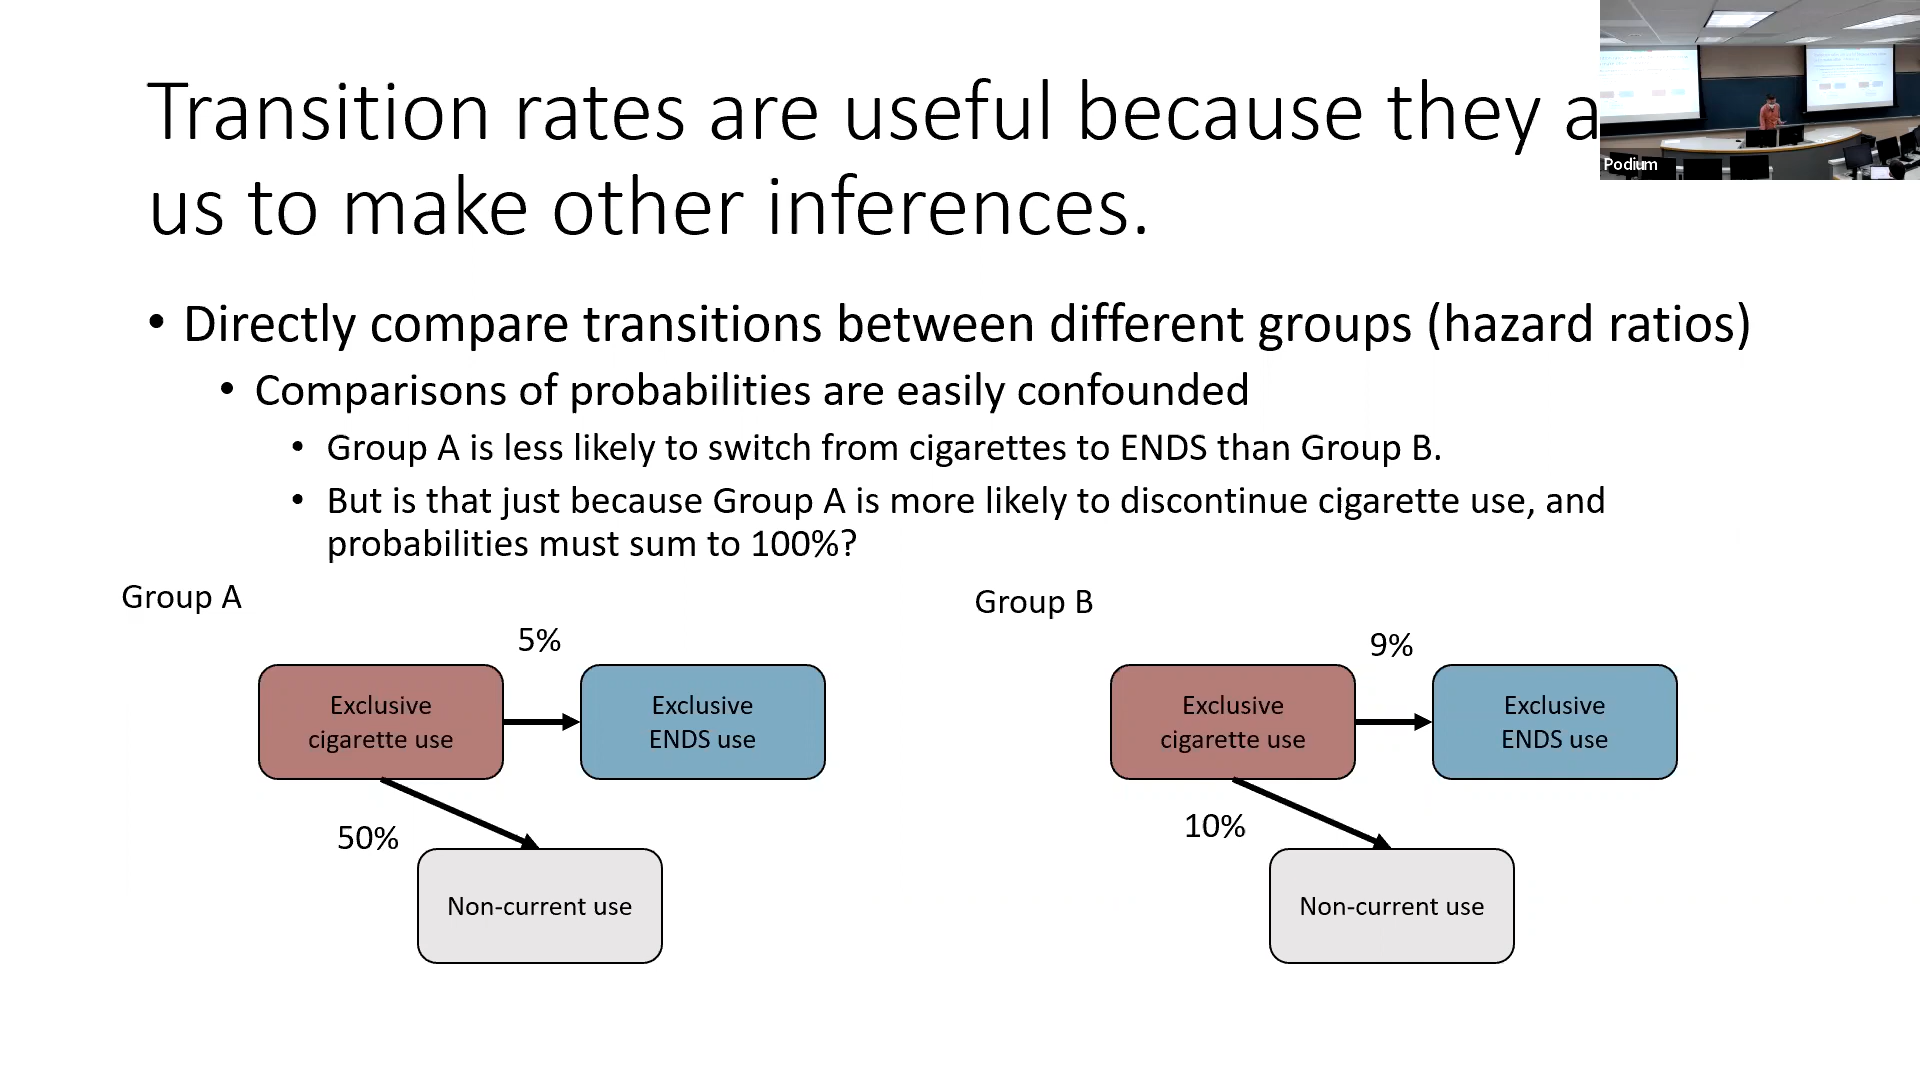 Transition rates are useful because they a
us to make other inferences.
Podium
• Directly compare transitions between different groups (hazard ratios)
• Comparisons of probabilities are easily confounded
• Group A is less likely to switch from cigarettes to ENDS than Group B.
• But is that just because Group A is more likely to discontinue cigarette use, and
probabilities must sum to 100%?
Group A
5%
Exclusive
cigarette use
Exclusive
ENDS use
50%
Non-current use
Group B
9%
Exclusive
cigarette use
Exclusive
ENDS use
10%
Non-current use